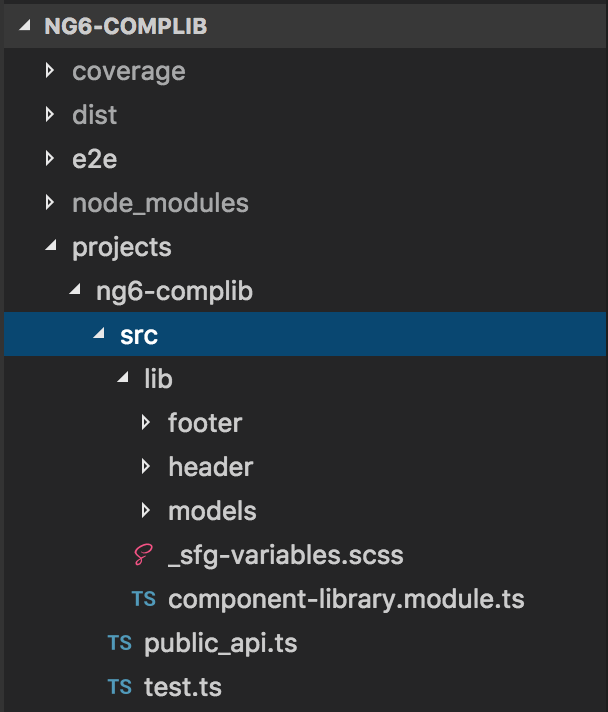 NG6-COMPLIB
coverage
dist
e2e
node_modules
projects
ng6-complib
src
lib
footer
header
models
_sfg-variables.scss
TS component-library.module.ts
TS public_api.ts
TS test.ts